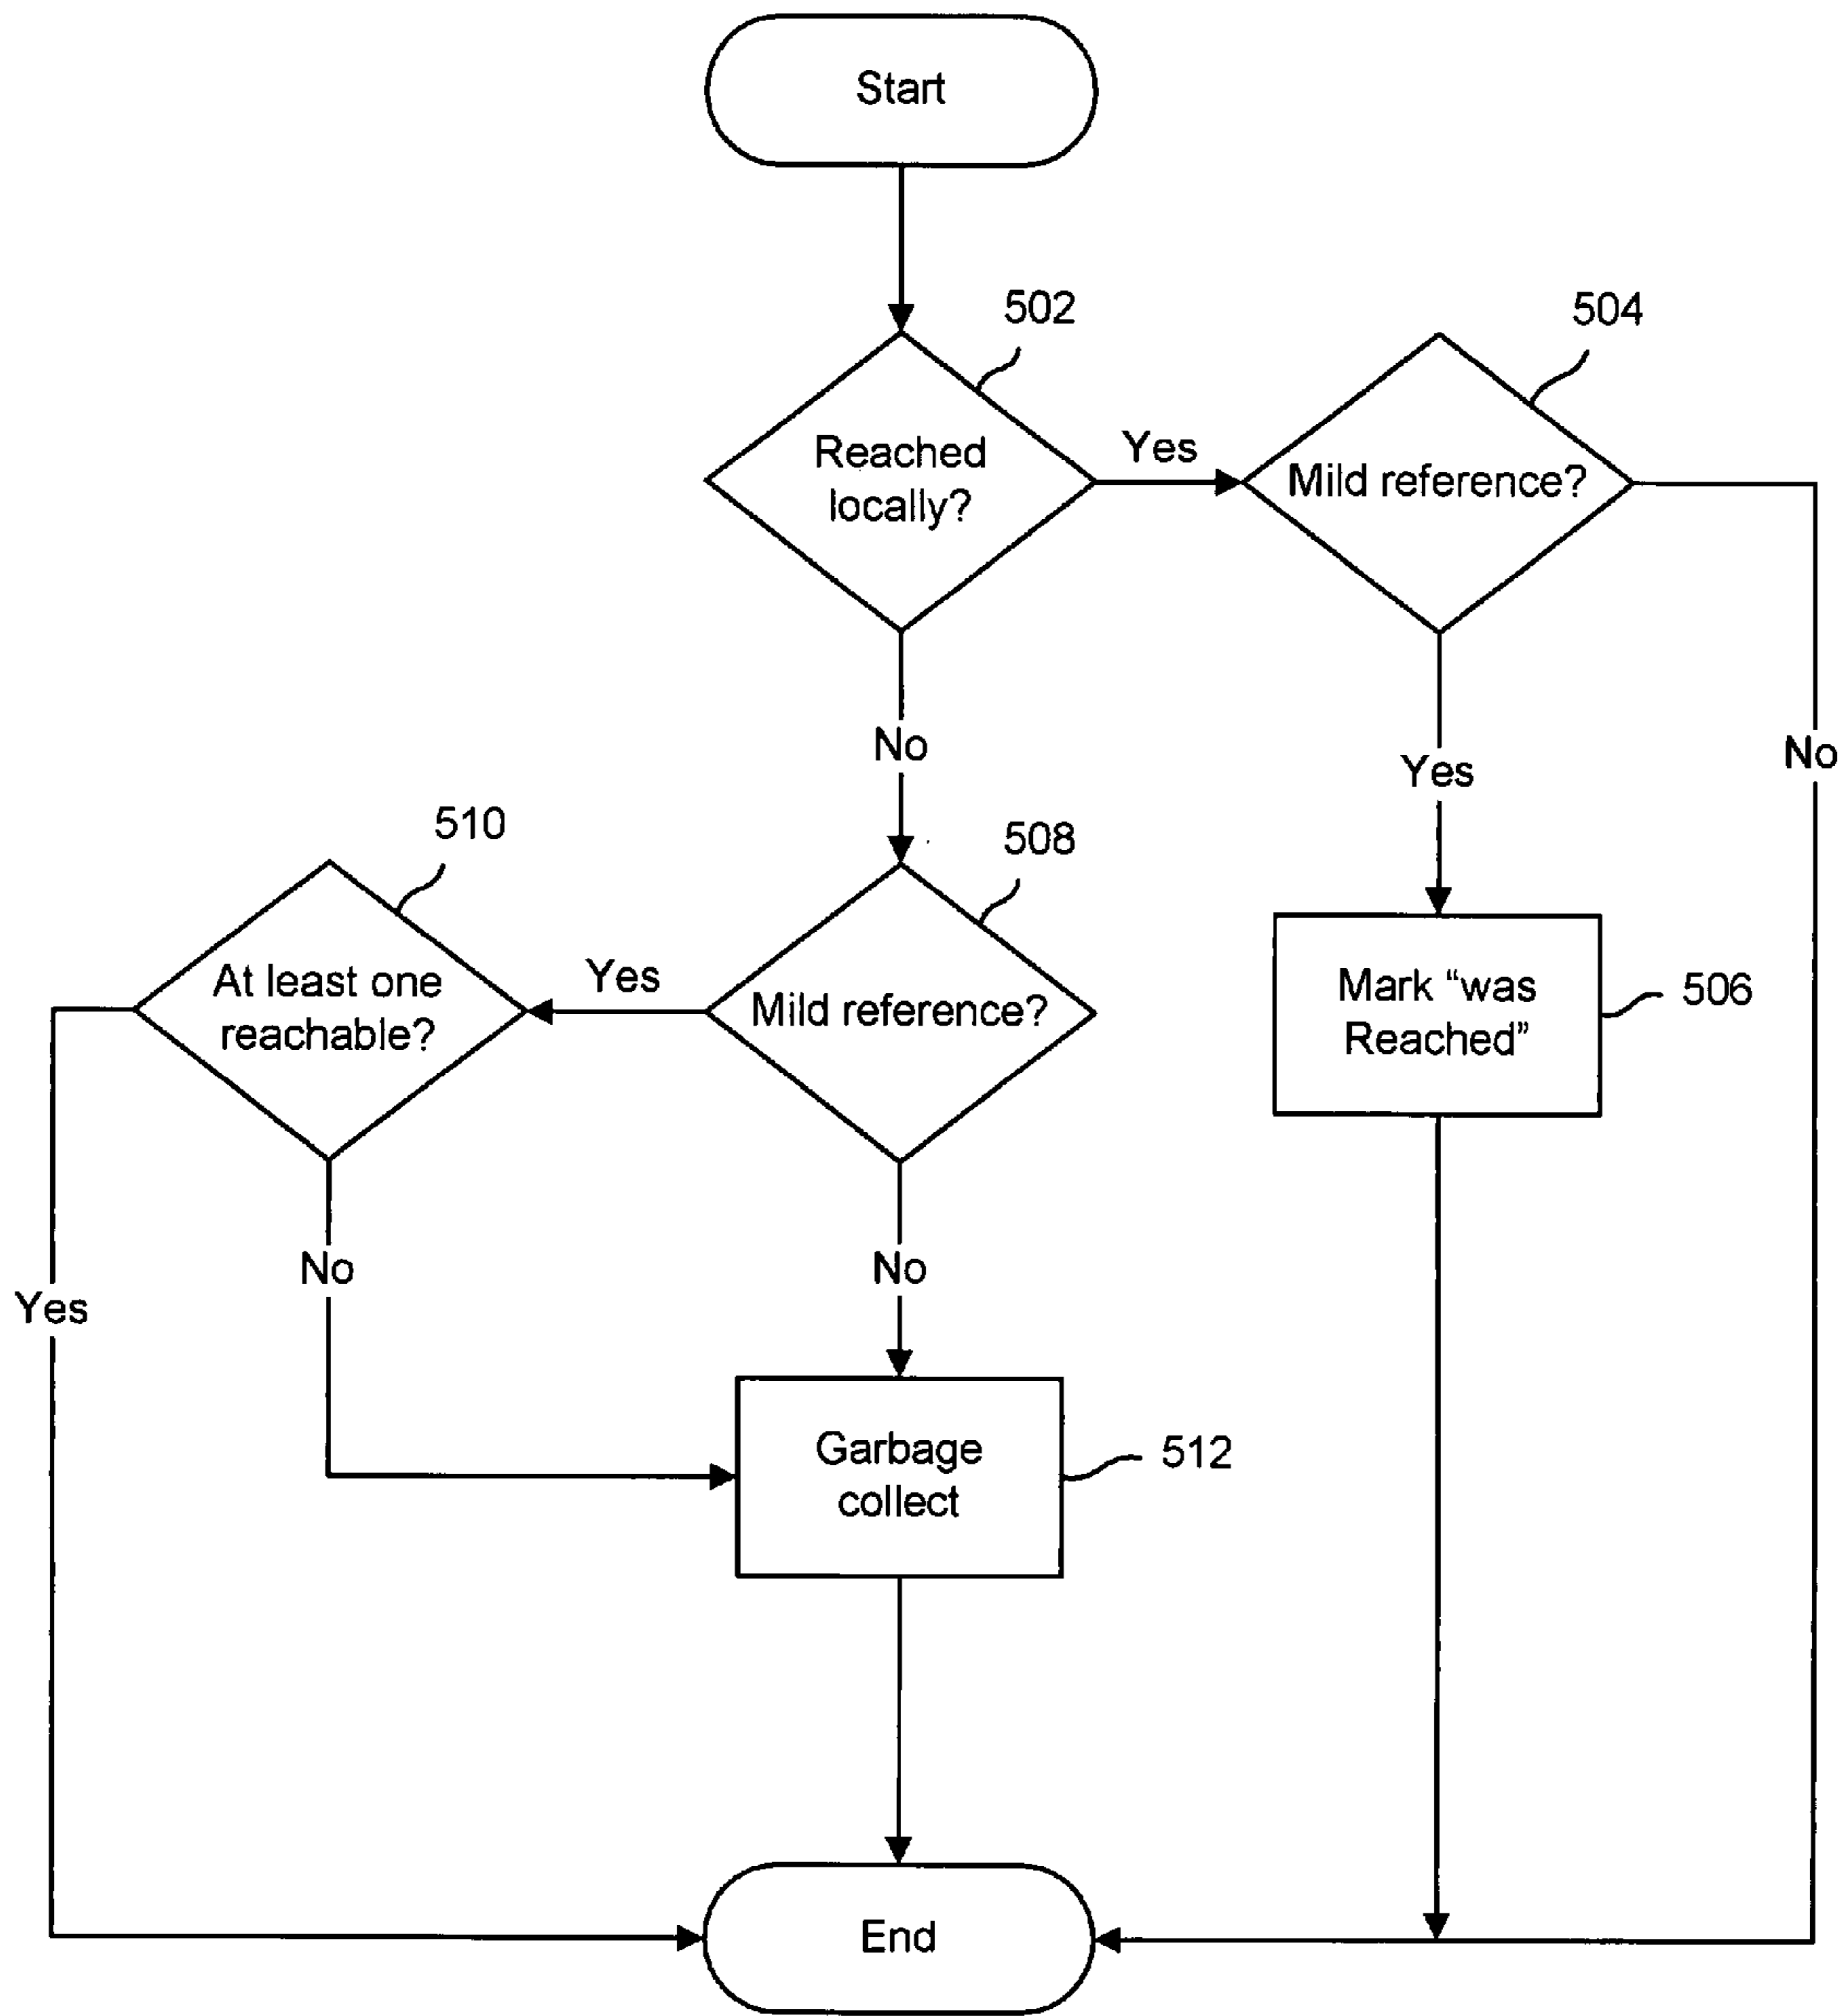 Start
502
504
Reached
locally?
Yes
Mild reference?
No
Yes
No
510
508
At least one
reachable?
Yes
Mild reference?
Mark “was
Reached”
506
No
No
Yes
Garbage
collect
512
End